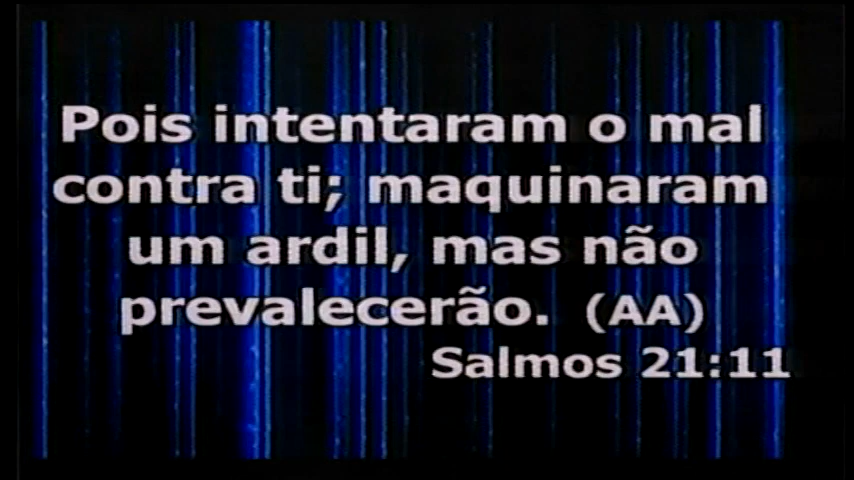 Pois intentaram o mal
contra ti; maquinaram
um ardil, mas não
prevalecerão. (AA)
Salmos 21:11